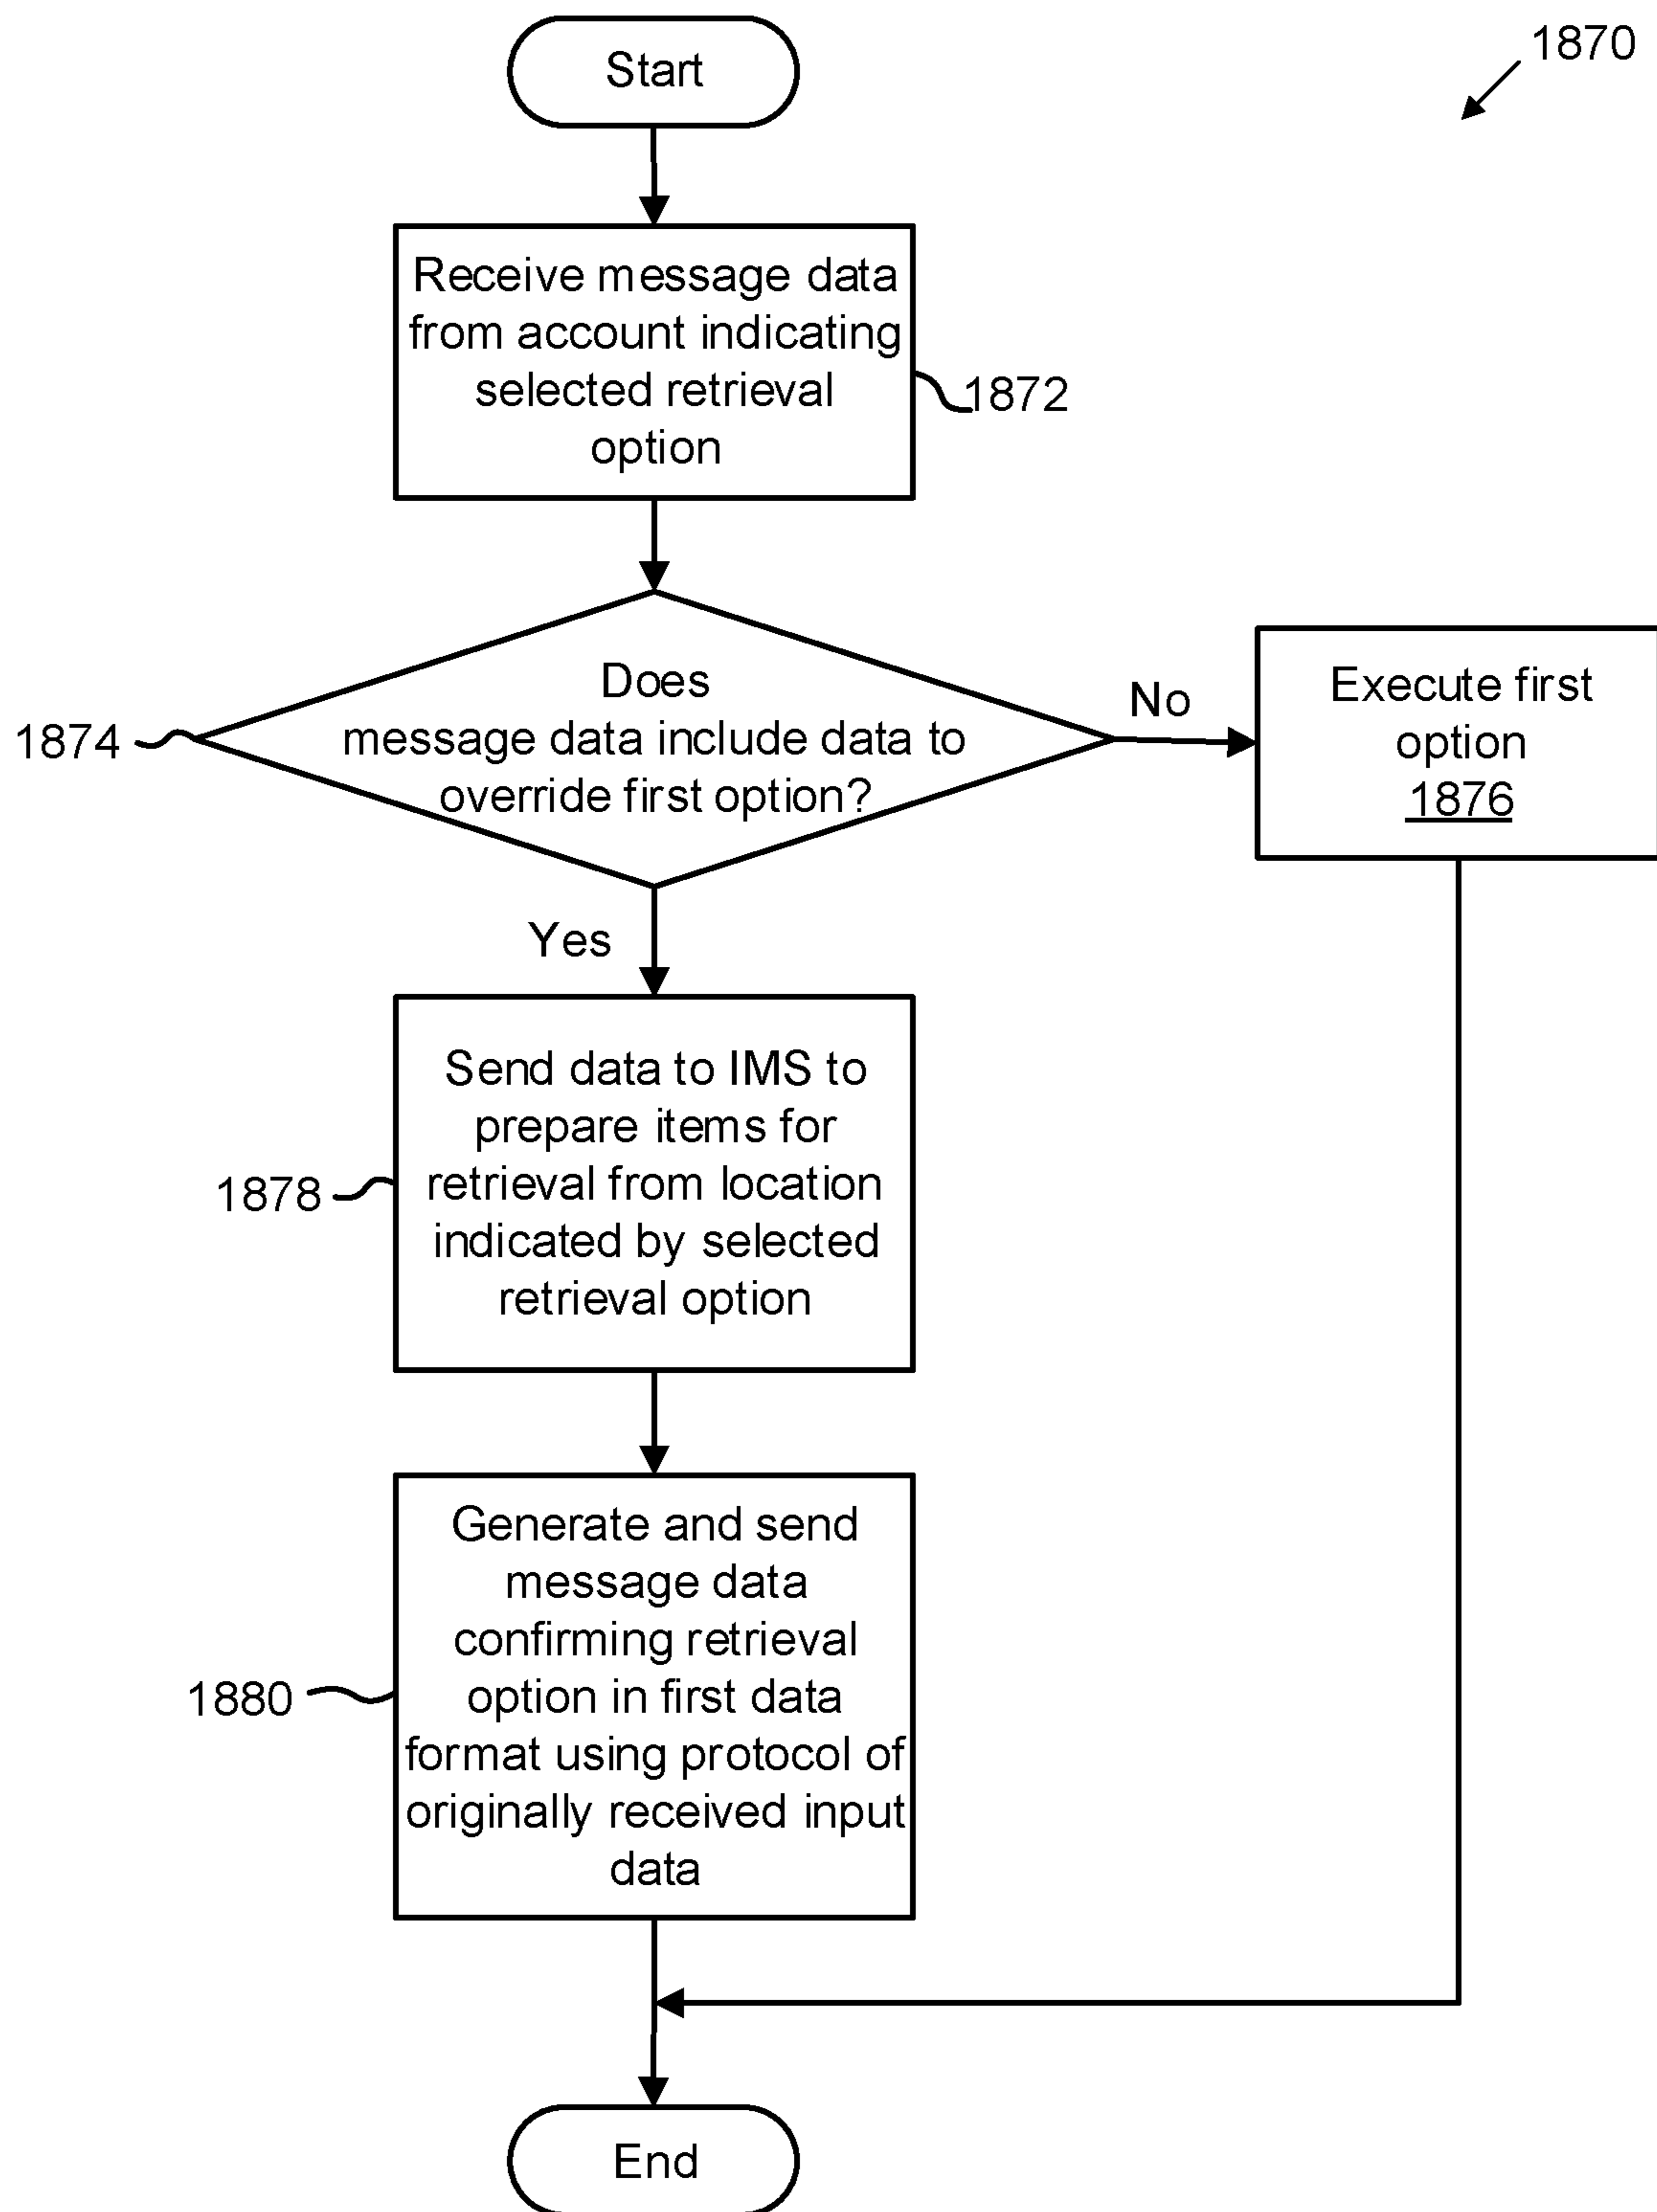 Start
1870
Receive message data
from account indicating
selected retrieval
option
1872
Does
message data include data to
override first option?
1874
No
Execute first
option
1876
Yes
Send data to IMS to
prepare items for
retrieval from location
indicated by selected
retrieval option
1878
Generate and send
message data
confirming retrieval
option in first data
format using protocol of
originally received input
data
1880
End